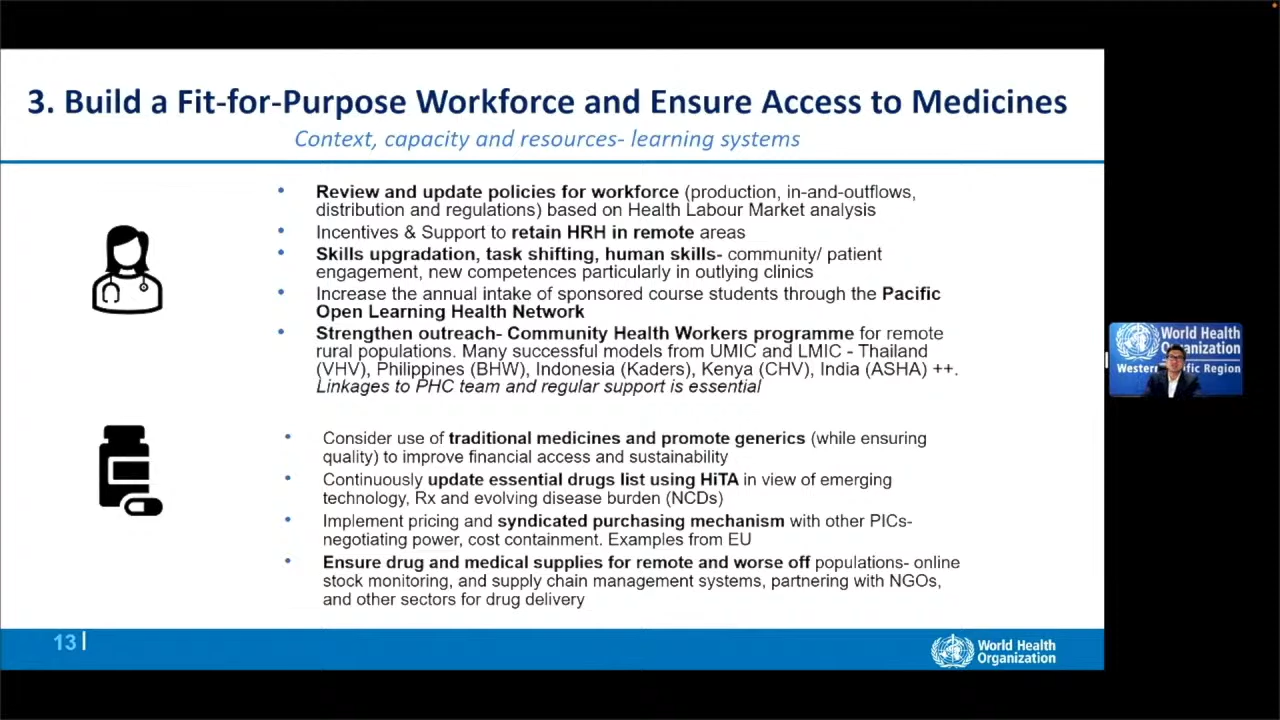 3. Build a Fit-for-Purpose Workforce and Ensure Access to Medicines
Context, capacity and resources- learning systems
• Review and update policies for workforce (production, in-and-outflows,
distribution and regulations) based on Health Labour Market analysis
• Incentives & Support to retain HRH in remote areas
• Skills upgradation, task shifting, human skills- community/ patient
engagement, new competences particularly in outlying clinics
• Increase the annual intake of sponsored course students through the Pacific
Open Learning Health Network
• Strengthen outreach- Community Health Workers programme for remote
rural populations. Many successful models from UMIC and LMIC - Thailand
(VHV), Philippines (BHW), Indonesia (Kaders), Kenya (CHV), India (ASHA) ++.
Linkages to PHC team and regular support is essential
• Consider use of traditional medicines and promote generics (while ensuring
quality) to improve financial access and sustainability
• Continuously update essential drugs list using HiTA in view of emerging
technology, Rx and evolving disease burden (NCDs)
• Implement pricing and syndicated purchasing mechanism with other PICs-
negotiating power, cost containment. Examples from EU
• Ensure drug and medical supplies for remote and worse off populations- online
stock monitoring, and supply chain management systems, partnering with NGOs,
and other sectors for drug delivery
13|
World Health
Organization
World Health
Organization
Western Pacific Region